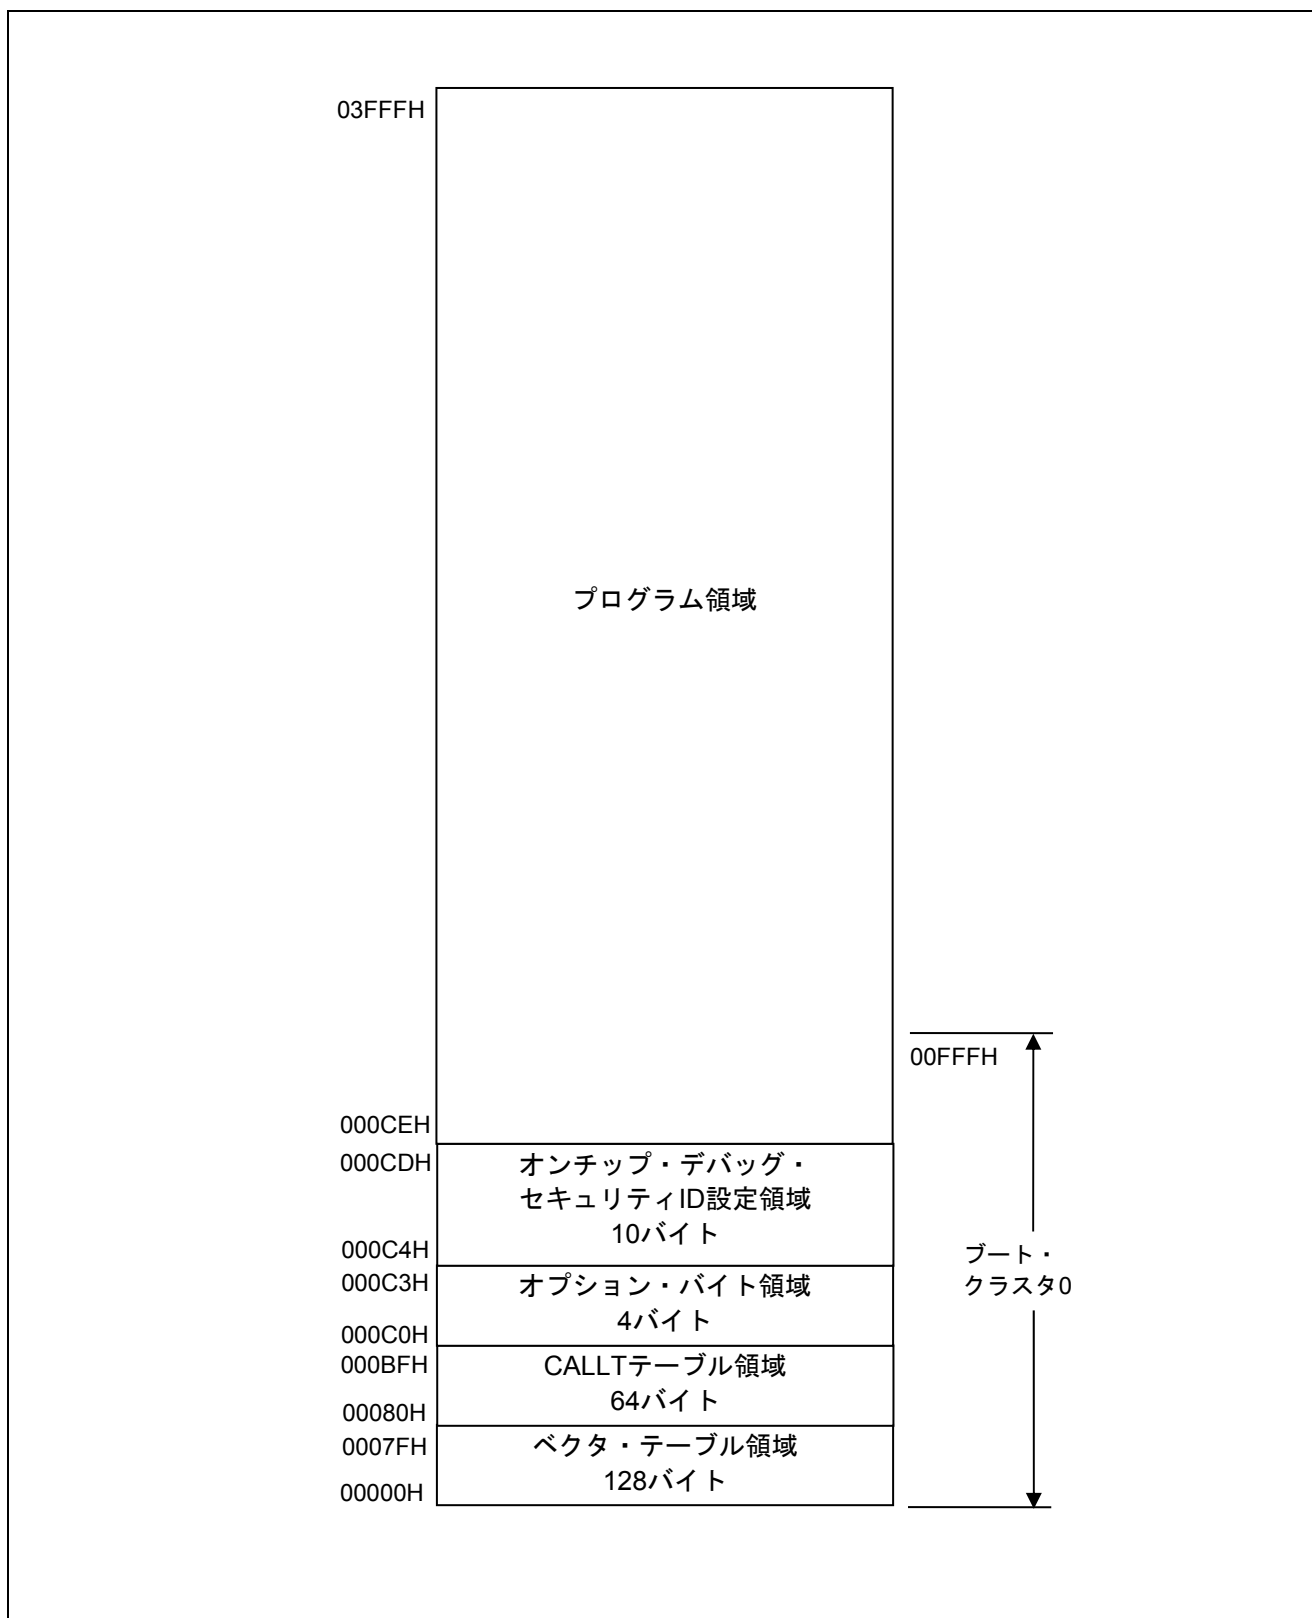 03FFFH
プログラム領域
00FFFH
000CEH
000CDH
オンチップ・デバッグ・
セキュリティID設定領域
10バイト
000C4H
ブート・
クラスタ0
000C3H
オプション・バイト領域
4バイト
000C0H
000BFH
CALLTテーブル領域
64バイト
00080H
0007FH
ベクタ・テーブル領域
128バイト
00000H